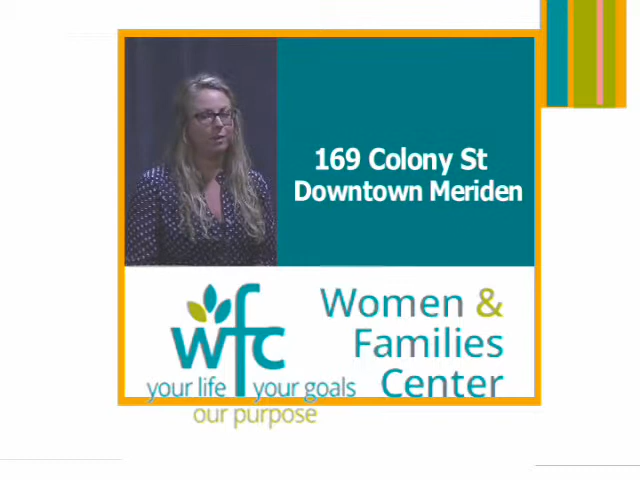 169 Colony St
Downtown Meriden
wfc
your life your goals
our purpose
Women &
Families
Center